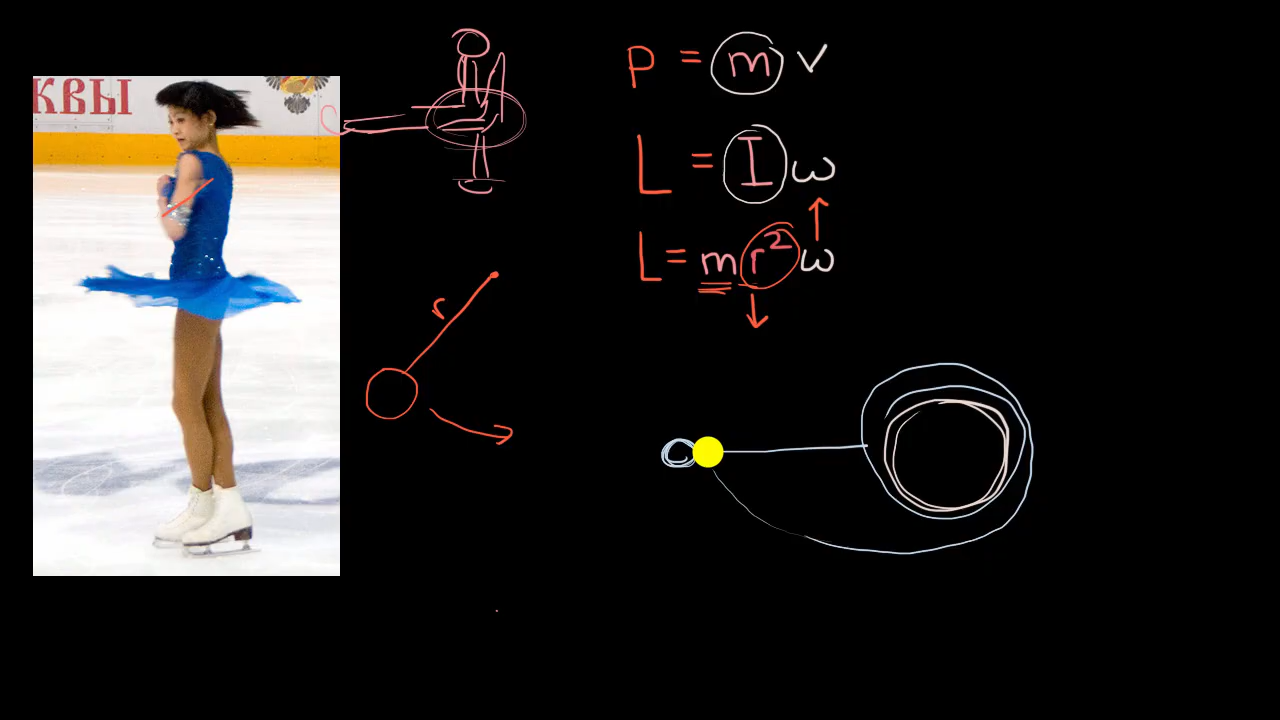 КВЫ
p = m v
L = I ω
L = m r² ω
r